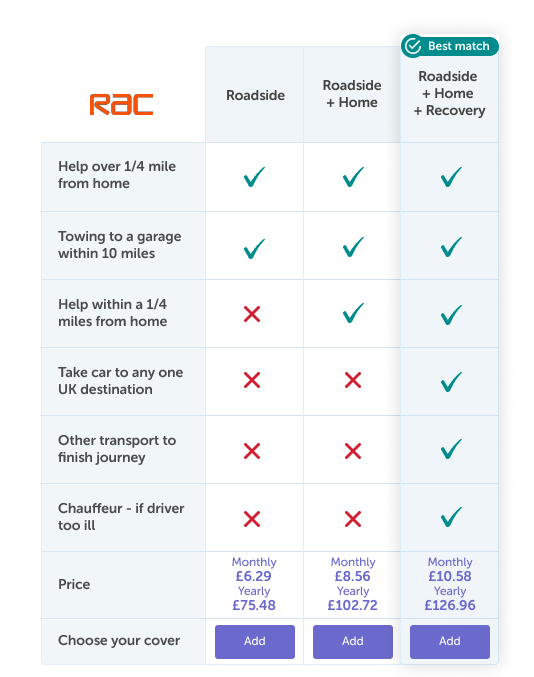 Best match
RAC
Roadside
Roadside
+ Home
Roadside
+ Home
+ Recovery
Help over 1/4 mile
from home
Towing to a garage
within 10 miles
Help within a 1/4
miles from home
Take car to any one
UK destination
Other transport to
finish journey
Chauffeur - if driver
too ill
Price
Monthly
£6.29
Yearly
£75.48
Monthly
£8.56
Yearly
£102.72
Monthly
£10.58
Yearly
£126.96
Choose your cover
Add
Add
Add